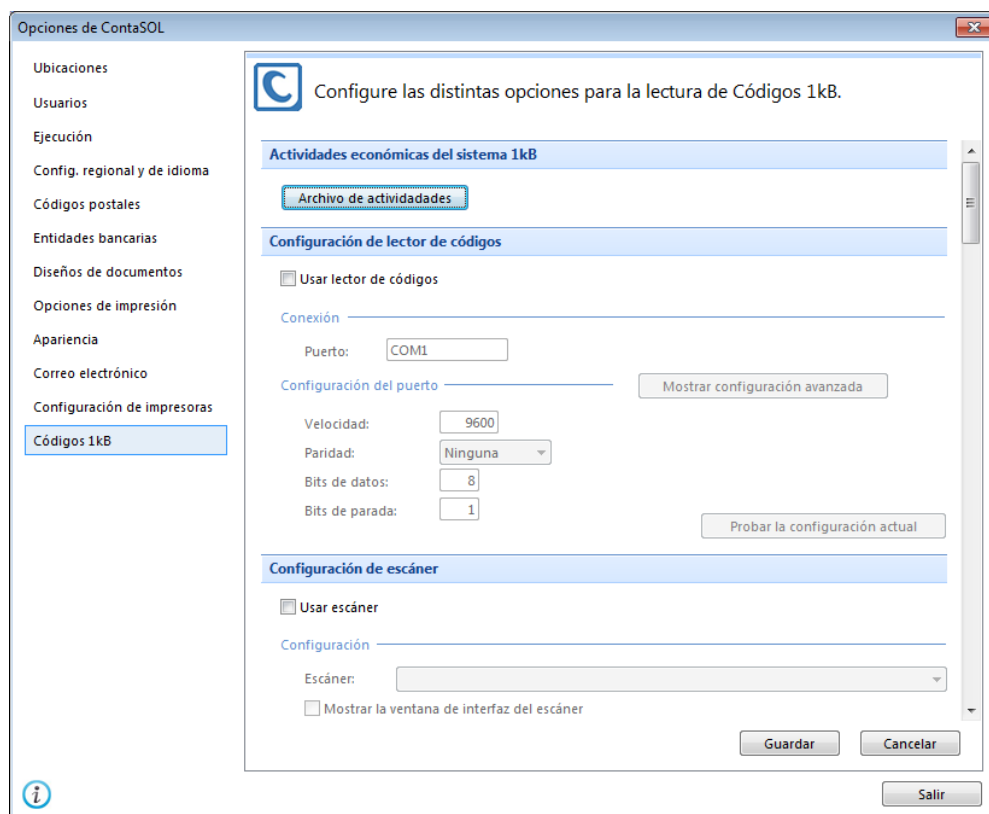 Opciones de ContaSOL
Ubicaciones
Usuarios
Ejecución
Config. regional y de idioma
Códigos postales
Entidades bancarias
Diseños de documentos
Opciones de impresión
Apariencia
Correo electrónico
Configuración de impresoras
Códigos 1kB
Configure las distintas opciones para la lectura de Códigos 1kB.
Actividades económicas del sistema 1kB
Archivo de actividadades
Configuración de lector de códigos
Usar lector de códigos
Conexión
Puerto: COM1
Configuración del puerto
Mostrar configuración avanzada
Velocidad: 9600
Paridad: Ninguna
Bits de datos: 8
Bits de parada: 1
Probar la configuración actual
Configuración de escáner
Usar escáner
Configuración
Escáner:
Mostrar la ventana de interfaz del escáner
Guardar Cancelar
Salir